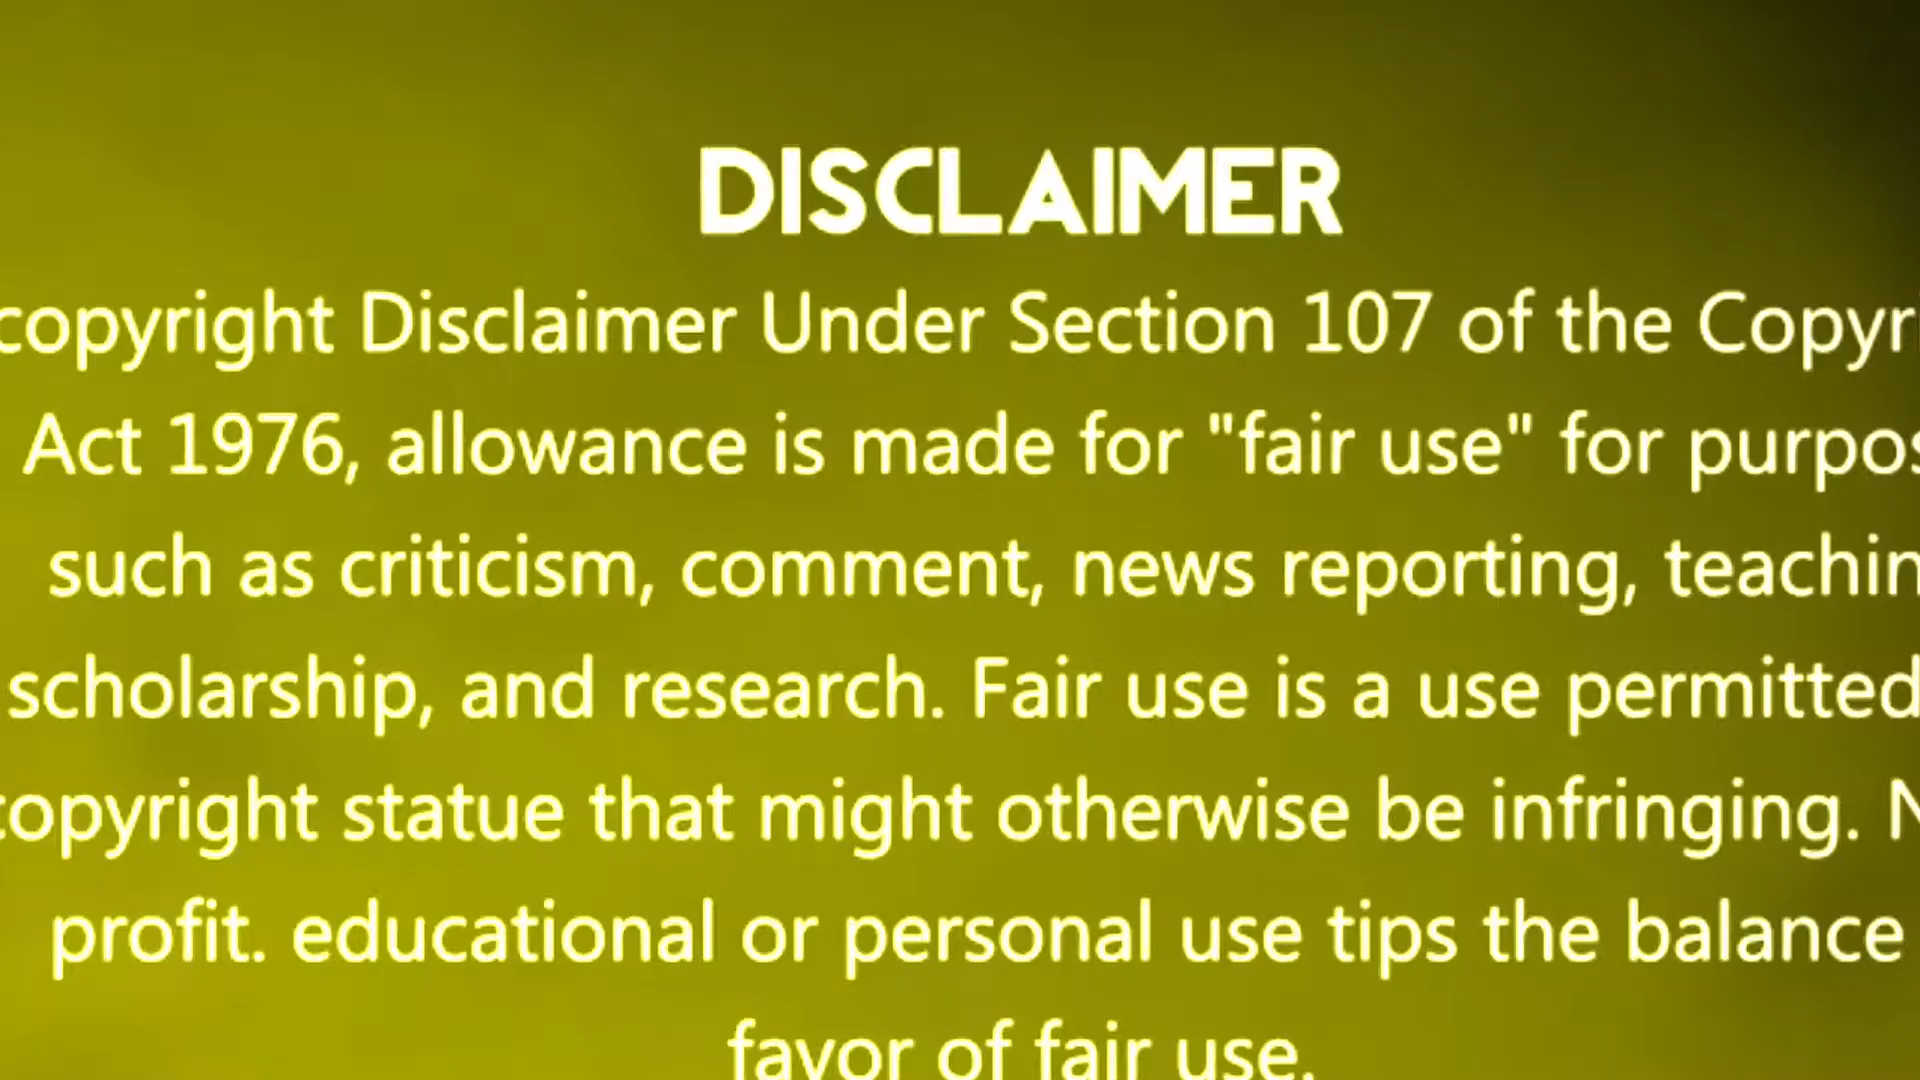 DISCLAIMER
copyright Disclaimer Under Section 107 of the Copyr
Act 1976, allowance is made for "fair use" for purpos
such as criticism, comment, news reporting, teachin
scholarship, and research. Fair use is a use permitted
copyright statue that might otherwise be infringing. N
profit. educational or personal use tips the balance
favor of fair use.